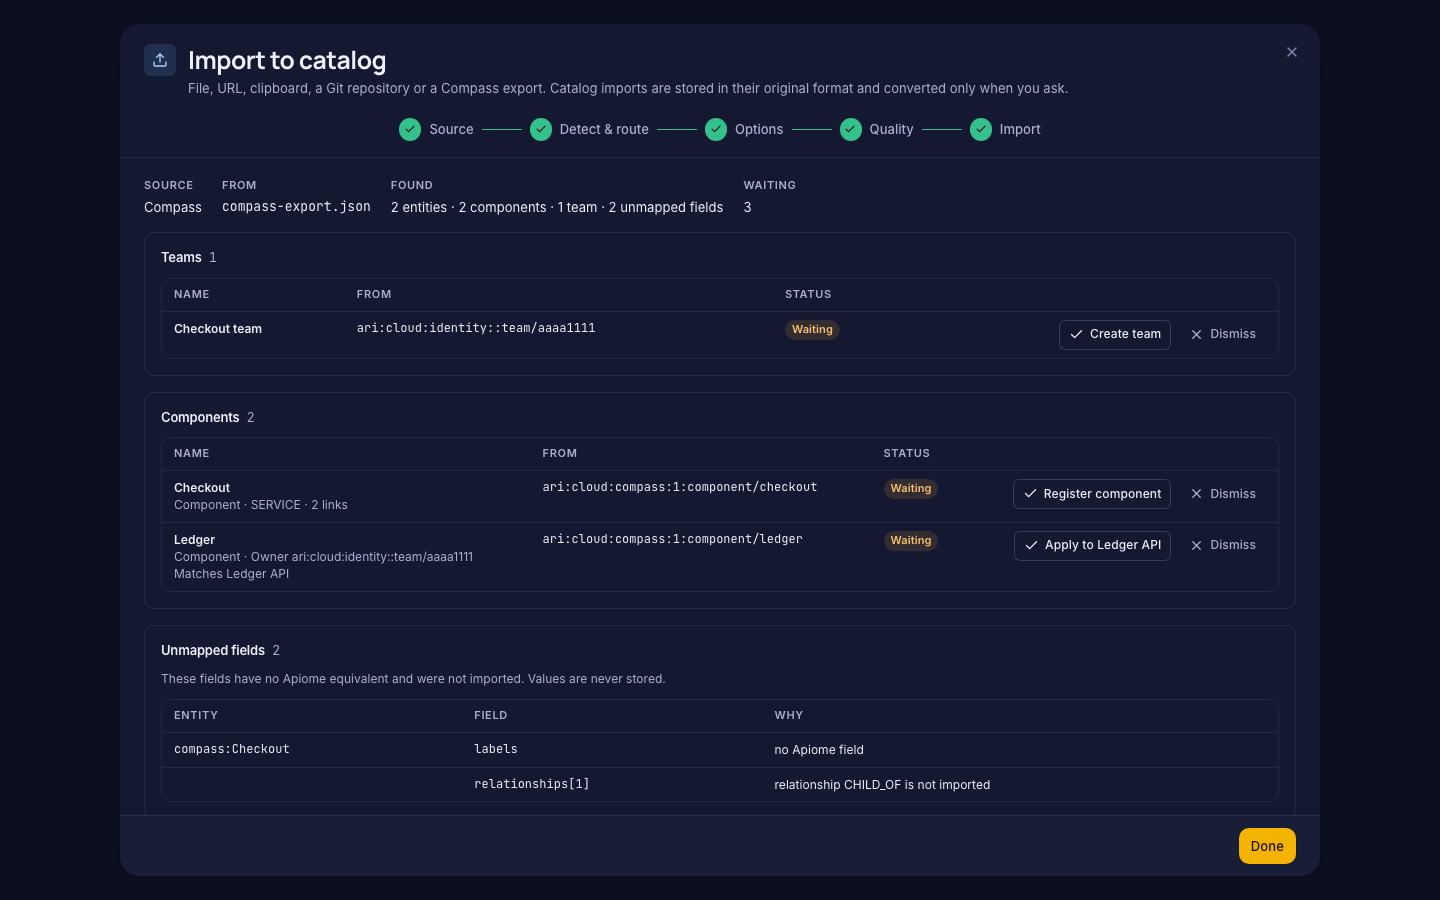 Import to catalog
File, URL, clipboard, a Git repository or a Compass export. Catalog imports are stored in their original format and converted only when you ask.
Source Detect & route Options Quality Import
SOURCE FROM FOUND WAITING
Compass compass-export.json 2 entities · 2 components · 1 team · 2 unmapped fields 3
Teams 1
NAME FROM STATUS
Checkout team ari:cloud:identity::team/aaaa1111 Waiting Create team Dismiss
Components 2
NAME FROM STATUS
Checkout ari:cloud:compass:1:component/checkout Waiting Register component Dismiss
Component · SERVICE · 2 links
Ledger ari:cloud:compass:1:component/ledger Waiting Apply to Ledger API Dismiss
Component · Owner ari:cloud:identity::team/aaaa1111
Matches Ledger API
Unmapped fields 2
These fields have no Apiome equivalent and were not imported. Values are never stored.
ENTITY FIELD WHY
compass:Checkout labels no Apiome field
relationships[1] relationship CHILD_OF is not imported
Done